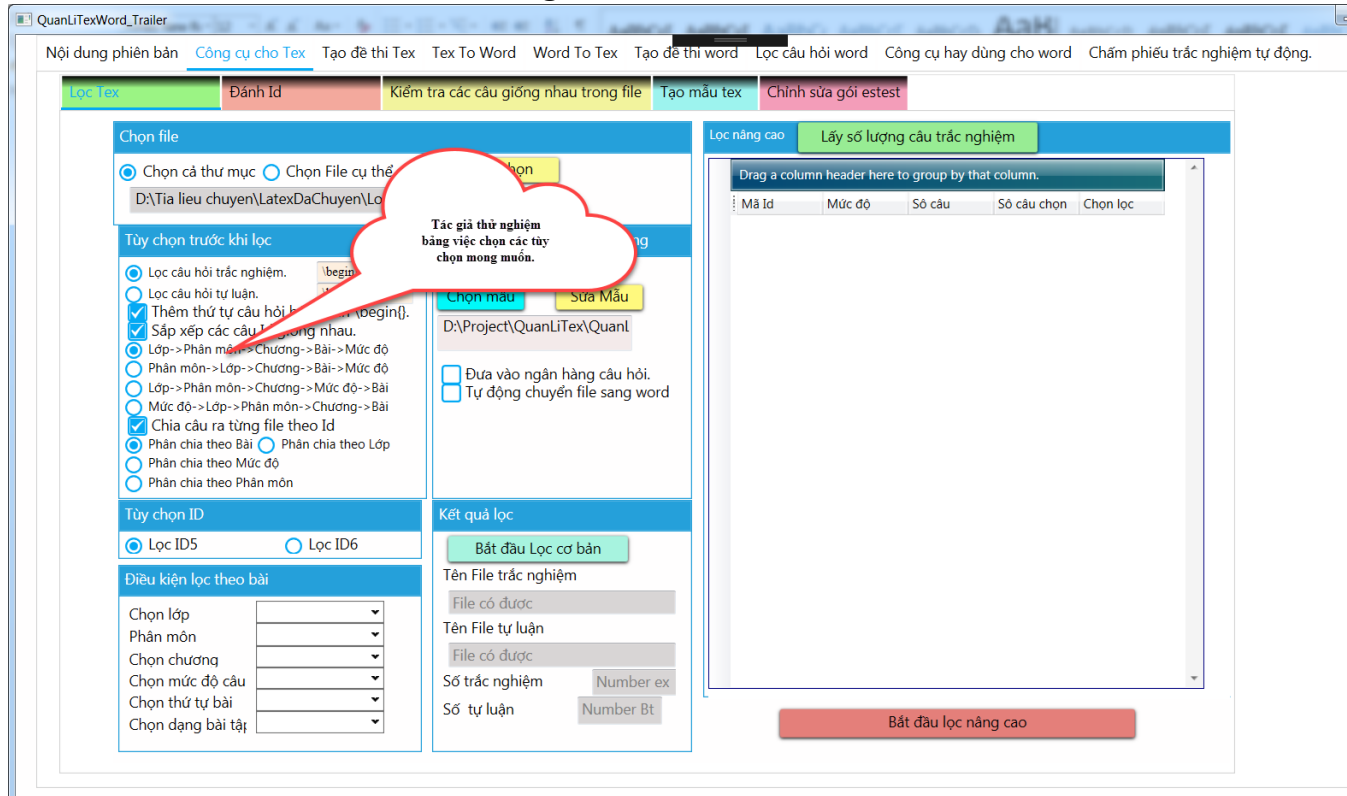 QuanLiTexWord_Trailer
Nội dung phiên bản Công cụ cho Tex Tạo đề thi Tex Tex To Word Word To Tex Tạo đề thi word Lọc câu hỏi word Công cụ hay dùng cho word Chấm phiếu trắc nghiệm tự động.
Lọc Tex Đánh Id Kiểm tra các câu giống nhau trong file Tạo mẫu tex Chỉnh sửa gói estest
Chọn file
Chọn cả thư mục Chọn File cụ thể
D:\Tia lieu chuyen\LatexDaChuyen\Lo
Tùy chọn trước khi lọc
Lọc câu hỏi trắc nghiệm. \begin
Lọc câu hỏi tự luận.
Thêm thứ tự câu hỏi \begin{}.
Sắp xếp các câu giống nhau.
Lớp->Phân môn->Chương->Bài->Mức độ
Phân môn->Lớp->Chương->Bài->Mức độ
Lớp->Phân môn->Chương->Mức độ->Bài
Mức độ->Lớp->Phân môn->Chương->Bài
Chia câu ra từng file theo Id
Phân chia theo Bài Phân chia theo Lớp
Phân chia theo Mức độ
Phân chia theo Phân môn
Tác giả thử nghiệm
bằng việc chọn các tùy
chọn mong muốn.
Chọn mẫu Sửa Mẫu
D:\Project\QuanLiTex\QuanL
Đưa vào ngân hàng câu hỏi.
Tự động chuyển file sang word
Tùy chọn ID
Lọc ID5 Lọc ID6
Điều kiện lọc theo bài
Chọn lớp
Phân môn
Chọn chương
Chọn mức độ câu
Chọn thứ tự bài
Chọn dạng bài tập
Kết quả lọc
Bắt đầu Lọc cơ bản
Tên File trắc nghiệm
File có được
Tên File tự luận
File có được
Số trắc nghiệm Number ex
Số tự luận Number Bt
Lọc nâng cao Lấy số lượng câu trắc nghiệm
Drag a column header here to group by that column.
Mã Id Mức độ Số câu Số câu chọn Chọn lọc
Bắt đầu lọc nâng cao